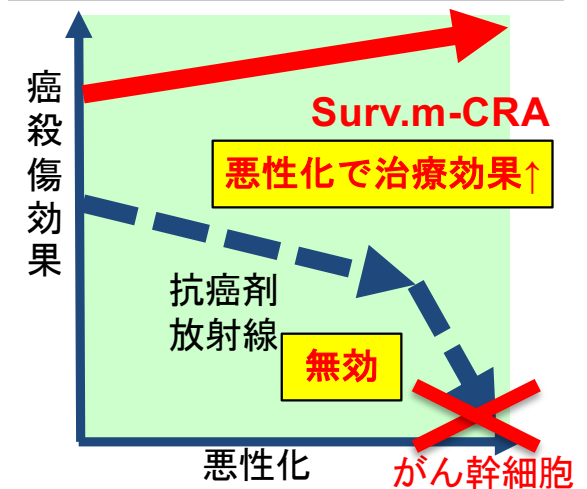 癌殺傷効果
Surv.m-CRA
悪性化で治療効果↑
抗癌剤
放射線
無効
悪性化
がん幹細胞